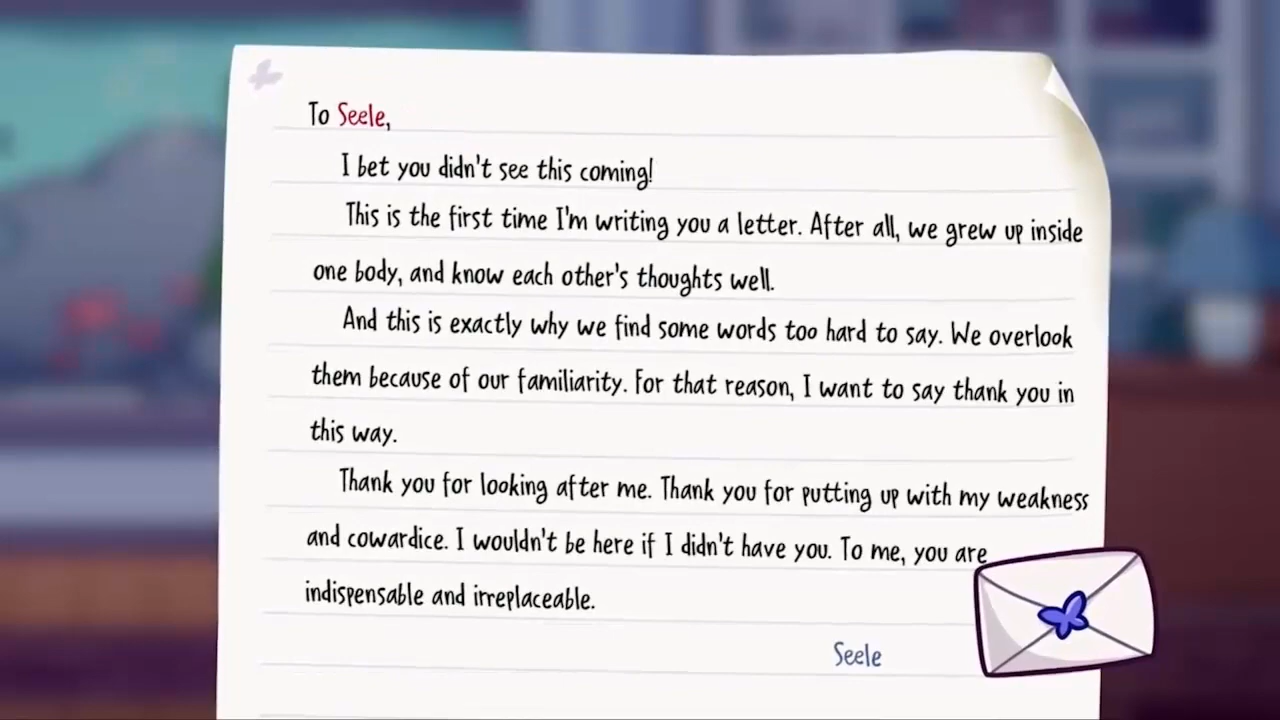 To Seele,
I bet you didn't see this coming!
This is the first time I'm writing you a letter. After all, we grew up inside
one body, and know each other's thoughts well.
And this is exactly why we find some words too hard to say. We overlook
them because of our familiarity. For that reason, I want to say thank you in
this way.
Thank you for looking after me. Thank you for putting up with my weakness
and cowardice. I wouldn't be here if I didn't have you. To me, you are
indispensable and irreplaceable.
Seele